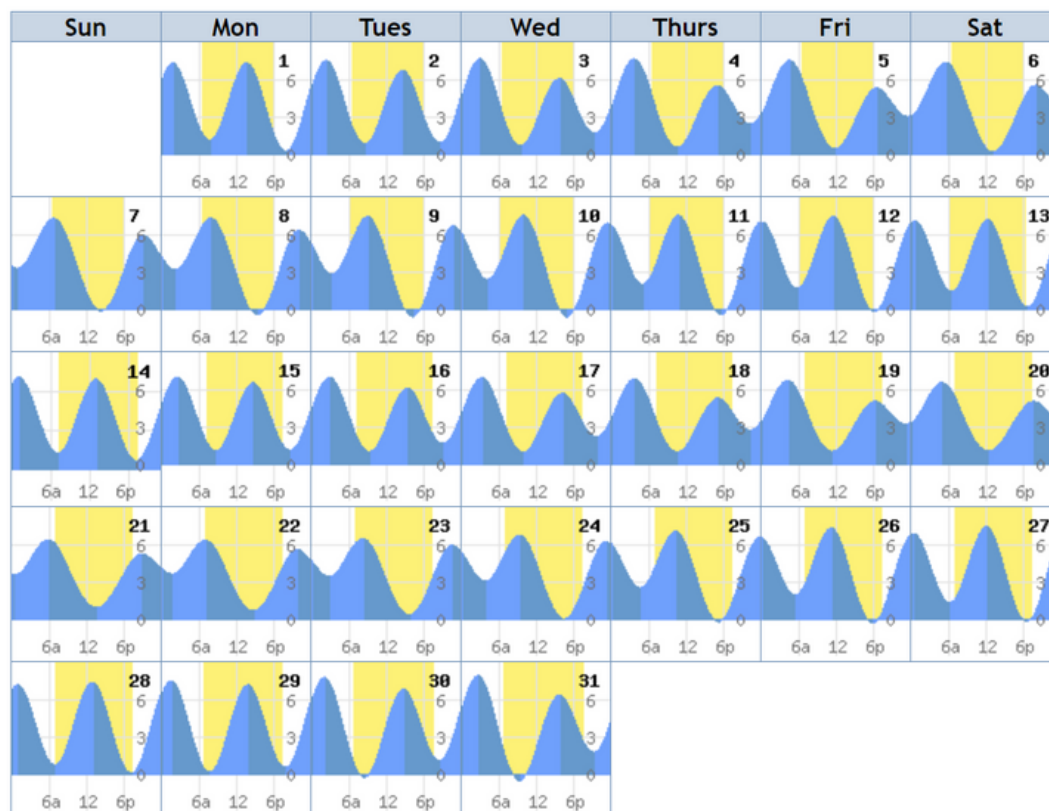 Sun Mon Tues Wed Thurs Fri Sat
1 2 3 4 5 6
6 6 6 6 6 6
3 3 3 3 3 3
0 0 0 0 0 0
6a 12 6p 6a 12 6p 6a 12 6p 6a 12 6p 6a 12 6p 6a 12 6p
7 8 9 10 11 12 13
6 6 6 6 6 6 6
3 3 3 3 3 3 3
0 0 0 0 0 0 0
6a 12 6p 6a 12 6p 6a 12 6p 6a 12 6p 6a 12 6p 6a 12 6p 6a 12 6p
14 15 16 17 18 19 20
6 6 6 6 6 6 6
3 3 3 3 3 3 3
0 0 0 0 0 0 0
6a 12 6p 6a 12 6p 6a 12 6p 6a 12 6p 6a 12 6p 6a 12 6p 6a 12 6p
21 22 23 24 25 26 27
6 6 6 6 6 6 6
3 3 3 3 3 3 3
0 0 0 0 0 0 0
6a 12 6p 6a 12 6p 6a 12 6p 6a 12 6p 6a 12 6p 6a 12 6p 6a 12 6p
28 29 30 31
6 6 6 6
3 3 3 3
0 0 0 0
6a 12 6p 6a 12 6p 6a 12 6p 6a 12 6p